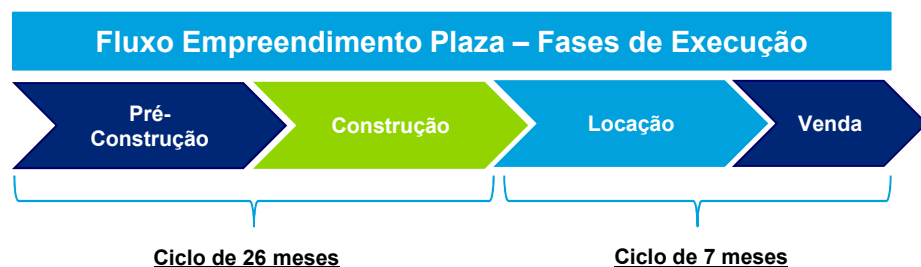 Fluxo Empreendimento Plaza – Fases de Execução
Pré-
Construção
Construção
Locação
Venda
Ciclo de 26 meses
Ciclo de 7 meses